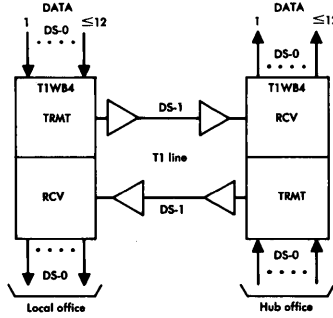 DATA DATA
1 DS-0 ≤12 1 DS-0 ≤12
T1WB4 T1WB4
TRMT DS-1 RCV
T1 line
RCV DS-1 TRMT
DS-0 DS-0
Local office Hub office